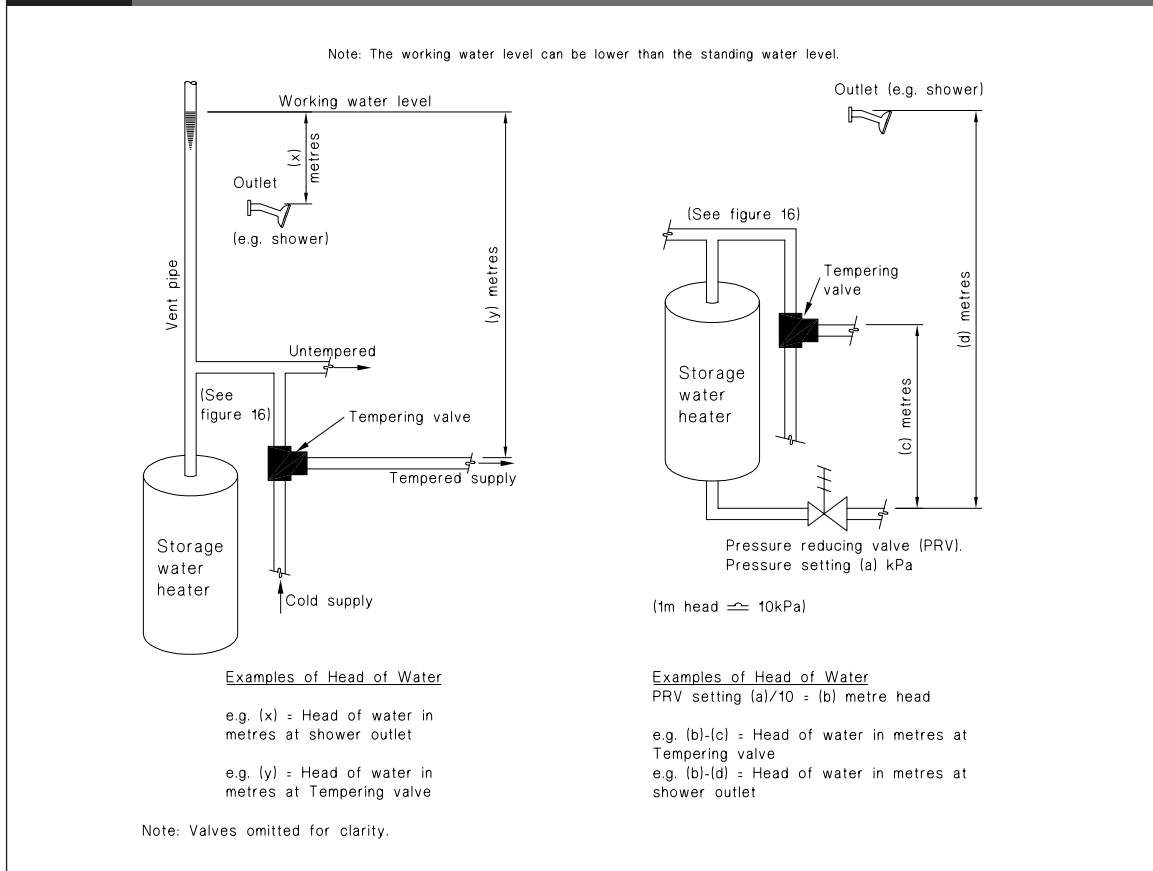 Note: The working water level can be lower than the standing water level.
Working water level
(x)
metres
Outlet
(e.g. shower)
(y) metres
Vent pipe
Untempered
(See
figure 16)
Tempering valve
Tempered supply
Storage
water
heater
Cold supply
Examples of Head of Water
e.g. (x) = Head of water in
metres at shower outlet
e.g. (y) = Head of water in
metres at Tempering valve
Note: Valves omitted for clarity.
Outlet (e.g. shower)
(See figure 16)
Tempering
valve
(d) metres
(c) metres
Storage
water
heater
Pressure reducing valve (PRV).
Pressure setting (a) kPa
(1m head ≏ 10kPa)
Examples of Head of Water
PRV setting (a)/10 = (b) metre head
e.g. (b)-(c) = Head of water in metres at
Tempering valve
e.g. (b)-(d) = Head of water in metres at
shower outlet